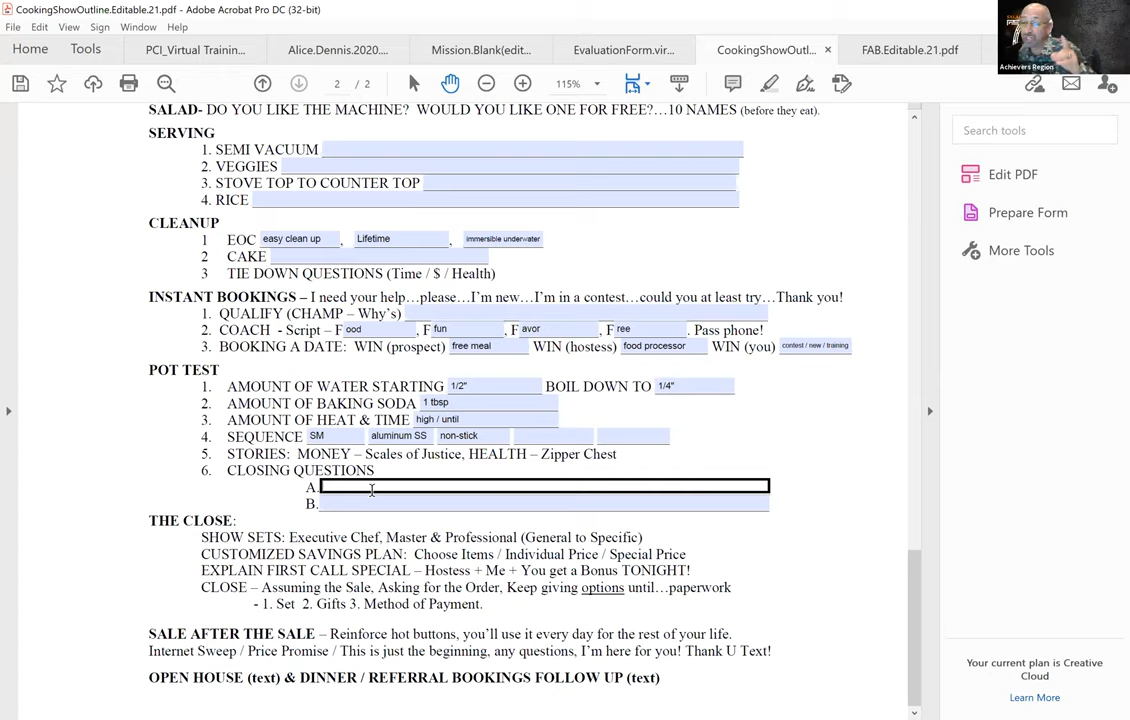 CookingShowOutline.Editable.21.pdf - Adobe Acrobat Pro DC (32-bit)
File Edit View Sign Window Help
Home Tools PCI_Virtual Trainin... Alice.Dennis.2020.... Mission.Blank(edit... EvaluationForm.vir... CookingShowOutl... × FAB.Editable.21.pdf
Achievers Region
2 / 2 115%
SALAD- DO YOU LIKE THE MACHINE? WOULD YOU LIKE ONE FOR FREE?…10 NAMES (before they eat).
SERVING
1. SEMI VACUUM
2. VEGGIES
3. STOVE TOP TO COUNTER TOP
4. RICE
CLEANUP
1 EOC easy clean up, Lifetime, immersible underwater
2 CAKE
3 TIE DOWN QUESTIONS (Time / $ / Health)
INSTANT BOOKINGS – I need your help…please…I'm new…I'm in a contest…could you at least try…Thank you!
1. QUALIFY (CHAMP – Why's)
2. COACH - Script – F ood, F fun, F avor, F ree. Pass phone!
3. BOOKING A DATE: WIN (prospect) free meal WIN (hostess) food processor WIN (you) contest / new / training
POT TEST
1. AMOUNT OF WATER STARTING 1/2" BOIL DOWN TO 1/4"
2. AMOUNT OF BAKING SODA 1 tbsp
3. AMOUNT OF HEAT & TIME high / until
4. SEQUENCE SM aluminum SS non-stick
5. STORIES: MONEY – Scales of Justice, HEALTH – Zipper Chest
6. CLOSING QUESTIONS
A.
B.
THE CLOSE:
SHOW SETS: Executive Chef, Master & Professional (General to Specific)
CUSTOMIZED SAVINGS PLAN: Choose Items / Individual Price / Special Price
EXPLAIN FIRST CALL SPECIAL – Hostess + Me + You get a Bonus TONIGHT!
CLOSE – Assuming the Sale, Asking for the Order, Keep giving options until…paperwork
- 1. Set 2. Gifts 3. Method of Payment.
SALE AFTER THE SALE – Reinforce hot buttons, you'll use it every day for the rest of your life.
Internet Sweep / Price Promise / This is just the beginning, any questions, I'm here for you! Thank U Text!
OPEN HOUSE (text) & DINNER / REFERRAL BOOKINGS FOLLOW UP (text)
Search tools
Edit PDF
Prepare Form
More Tools
Your current plan is Creative
Cloud
Learn More